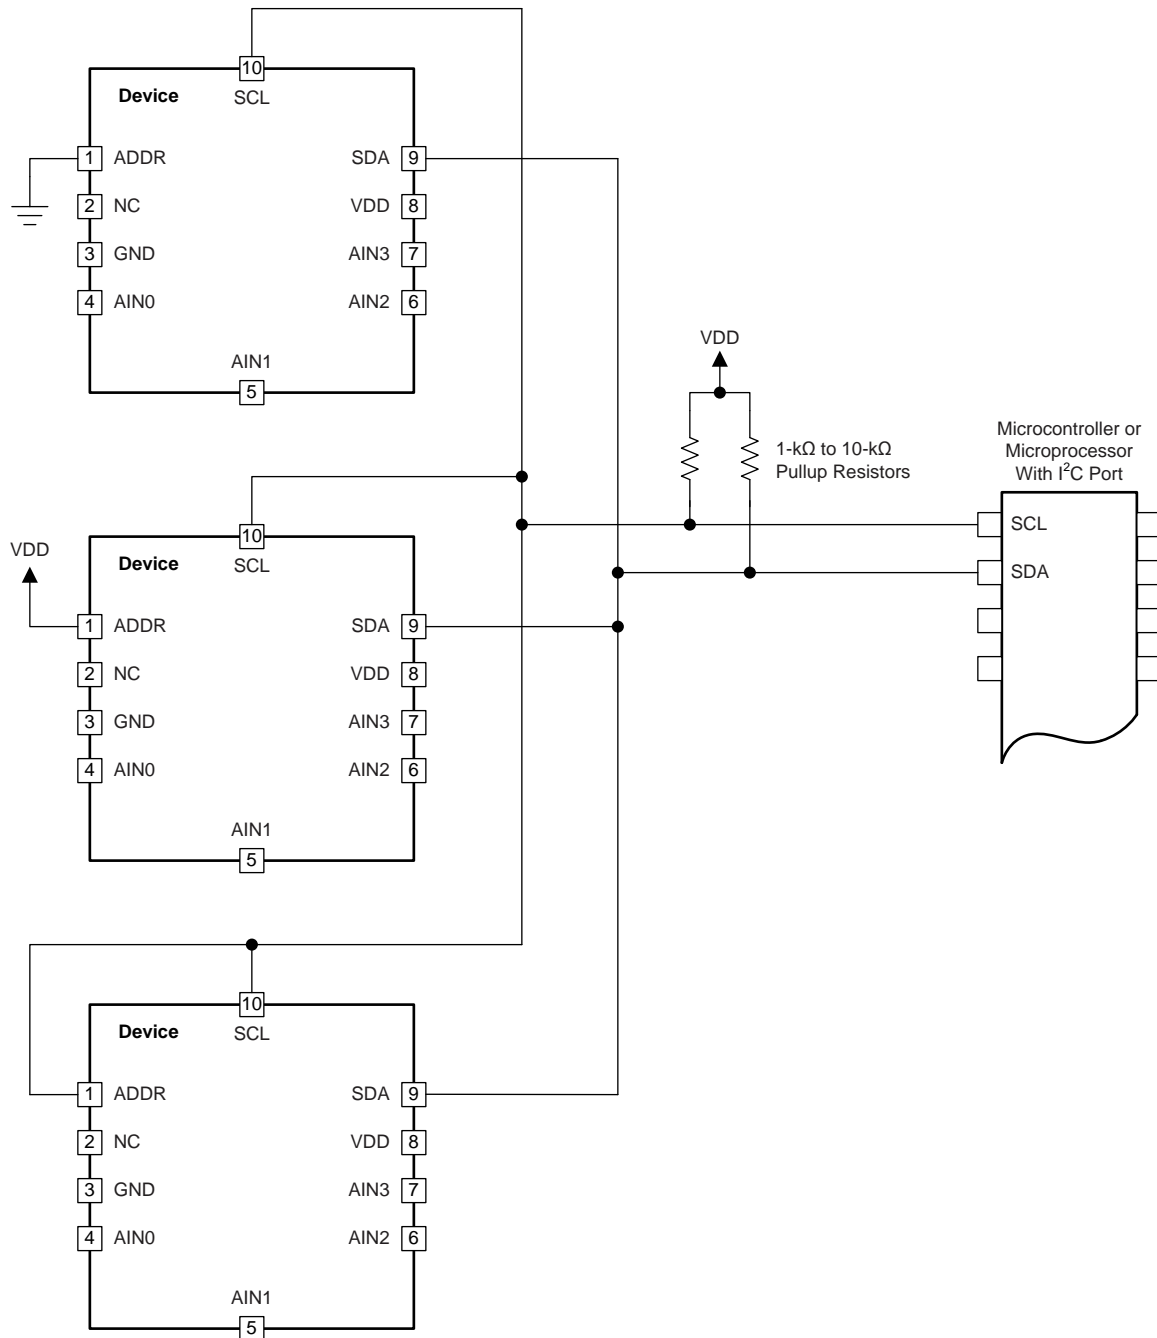 10
Device
SCL
1 ADDR
SDA 9
2 NC
VDD 8
3 GND
AIN3 7
4 AIN0
AIN2 6
AIN1
5
VDD
1-kΩ to 10-kΩ
Pullup Resistors
Microcontroller or
Microprocessor
With I²C Port
SCL
SDA
10
Device
SCL
VDD
1 ADDR
SDA 9
2 NC
VDD 8
3 GND
AIN3 7
4 AIN0
AIN2 6
AIN1
5
10
Device
SCL
1 ADDR
SDA 9
2 NC
VDD 8
3 GND
AIN3 7
4 AIN0
AIN2 6
AIN1
5